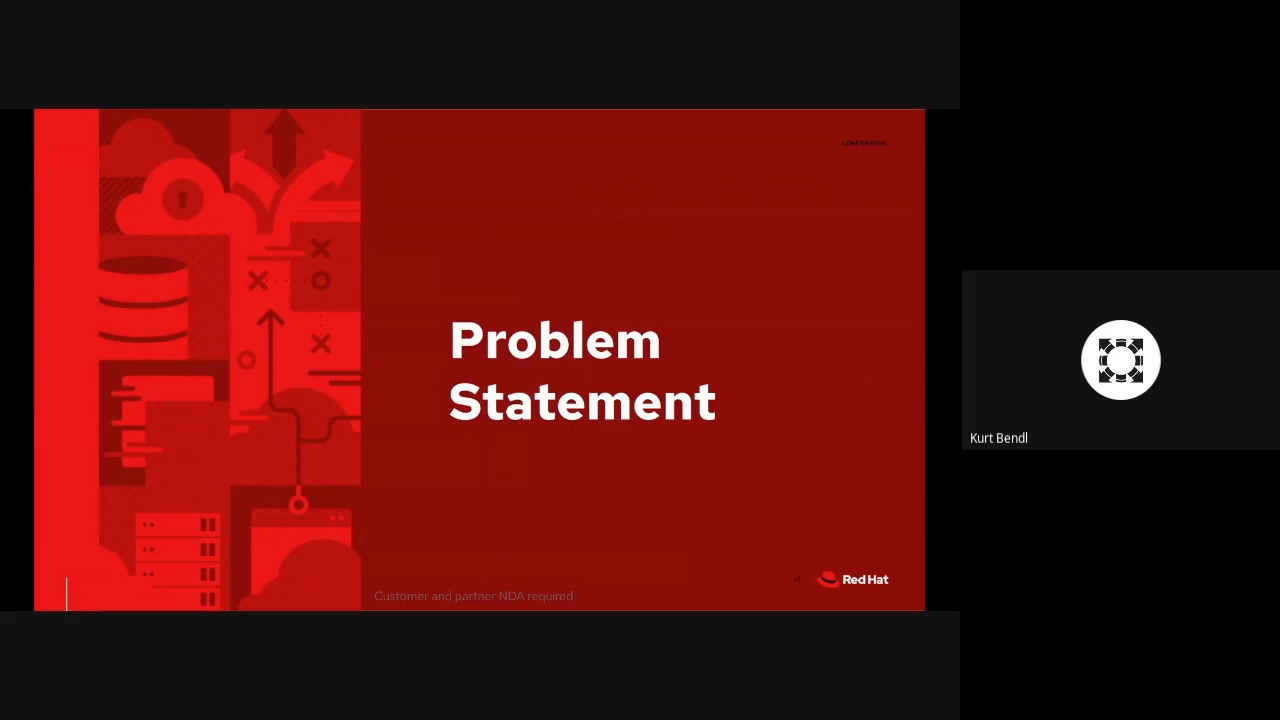 CONFIDENTIAL
Problem
Statement
Red Hat
Customer and partner NDA required
Kurt Bendl